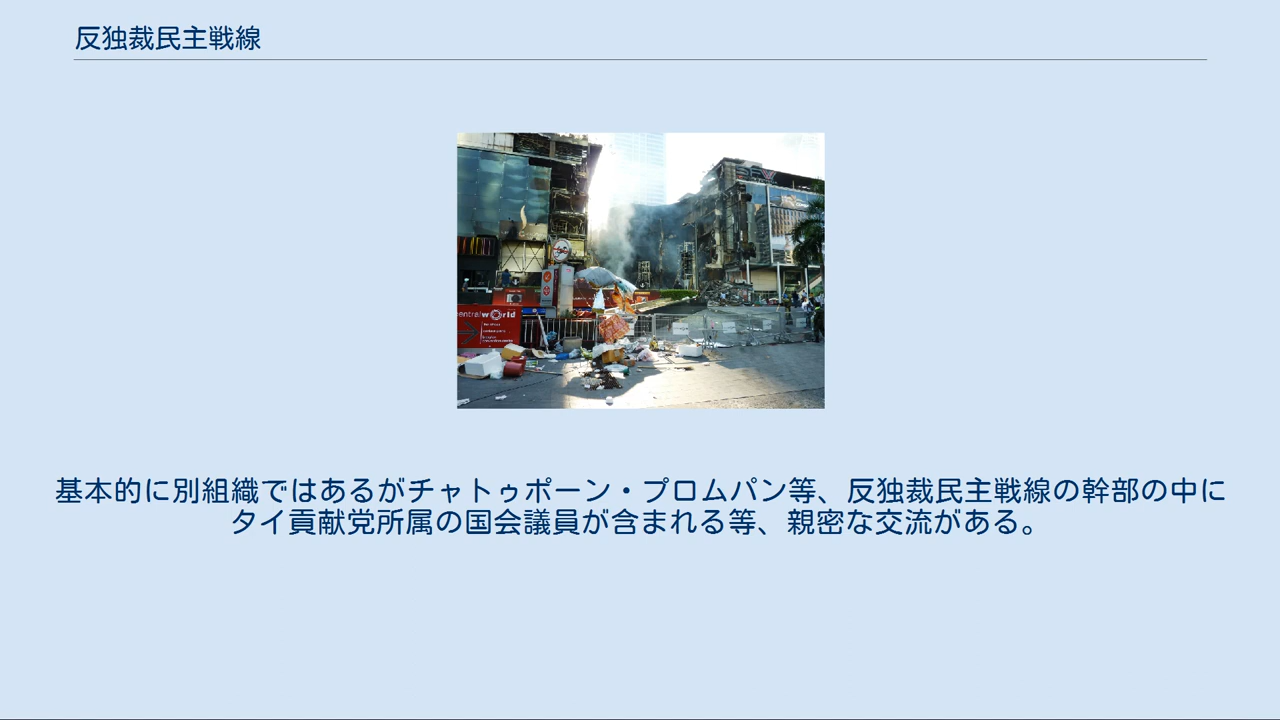 反独裁民主戦線
entralw rld
基本的に別組織ではあるがチャトゥポーン・プロムパン等、反独裁民主戦線の幹部の中に
タイ貢献党所属の国会議員が含まれる等、親密な交流がある。